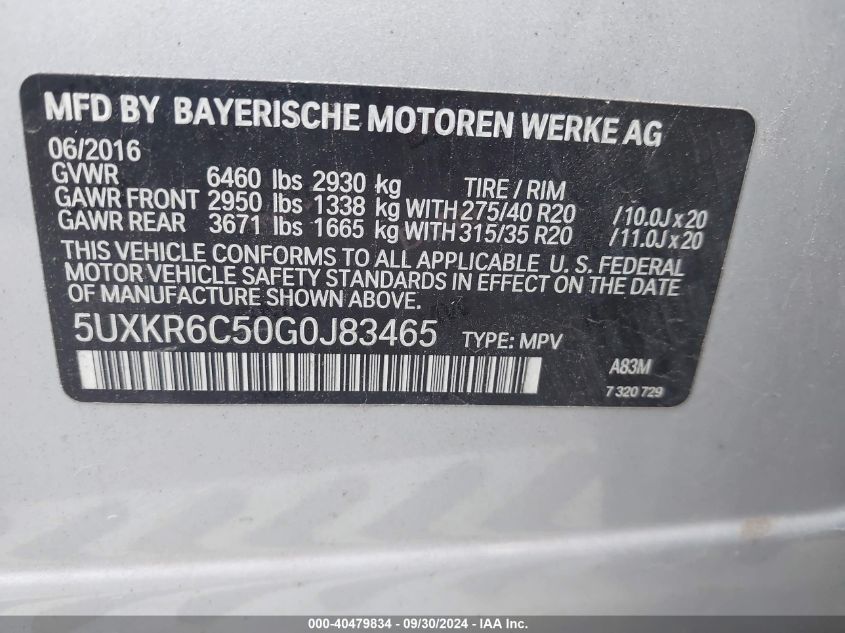 MFD BY BAYERISCHE MOTOREN WERKE AG
06/2016
GVWR 6460 lbs 2930 kg TIRE / RIM
GAWR FRONT 2950 lbs 1338 kg WITH 275/40 R20 /10.0J x 20
GAWR REAR 3671 lbs 1665 kg WITH 315/35 R20 /11.0J x 20
THIS VEHICLE CONFORMS TO ALL APPLICABLE U. S. FEDERAL
MOTOR VEHICLE SAFETY STANDARDS IN EFFECT ON THE DATE
OF MANUFACTURE SHOWN ABOVE.
5UXKR6C50G0J83465 TYPE: MPV
A83M
7 320 729
000-40479834 - 09/30/2024 - IAA Inc.